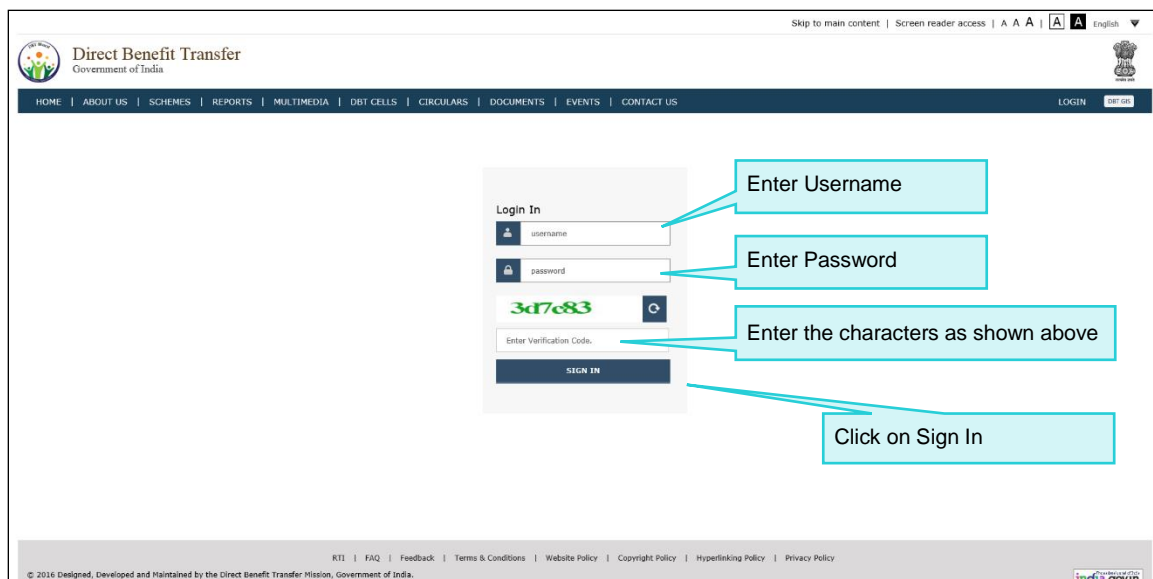 Skip to main content | Screen reader access | A A A | A A English
Direct Benefit Transfer
Government of India
HOME | ABOUT US | SCHEMES | REPORTS | MULTIMEDIA | DBT CELLS | CIRCULARS | DOCUMENTS | EVENTS | CONTACT US LOGIN DBT GIS
Enter Username
Login In
username
Enter Password
password
3d7c83
Enter the characters as shown above
Enter Verification Code.
SIGN IN
Click on Sign In
RTI | FAQ | Feedback | Terms & Conditions | Website Policy | Copyright Policy | Hyperlinking Policy | Privacy Policy
© 2016 Designed, Developed and Maintained by the Direct Benefit Transfer Mission, Government of India.